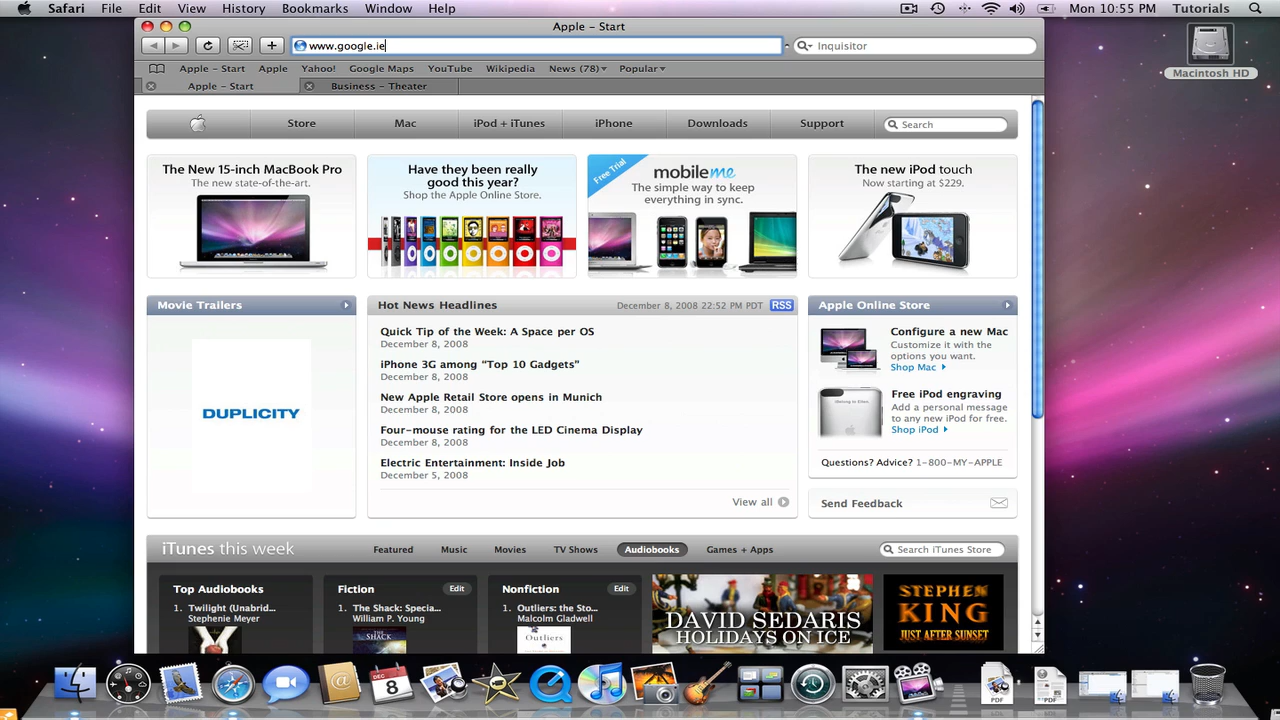 Safari File Edit View History Bookmarks Window Help Mon 10:55 PM Tutorials
Apple – Start
www.google.ie
Inquisitor
Apple – Start Apple Yahoo! Google Maps YouTube Wikipedia News (78) Popular
Apple – Start Business – Theater
Macintosh HD
Store Mac iPod + iTunes iPhone Downloads Support Search
The New 15-inch MacBook Pro
The new state-of-the-art.
Have they been really
good this year?
Shop the Apple Online Store.
Free Trial
mobileme
The simple way to keep
everything in sync.
The new iPod touch
Now starting at $229.
Movie Trailers
DUPLICITY
Hot News Headlines December 8, 2008 22:52 PM PDT RSS
Quick Tip of the Week: A Space per OS
December 8, 2008
iPhone 3G among “Top 10 Gadgets”
December 8, 2008
New Apple Retail Store opens in Munich
December 8, 2008
Four-mouse rating for the LED Cinema Display
December 8, 2008
Electric Entertainment: Inside Job
December 5, 2008
View all
Apple Online Store
Configure a new Mac
Customize it with the
options you want.
Shop Mac
Free iPod engraving
Add a personal message
to any new iPod for free.
Shop iPod
Questions? Advice? 1-800-MY-APPLE
Send Feedback
iTunes this week Featured Music Movies TV Shows Audiobooks Games + Apps Search iTunes Store
Top Audiobooks
1. Twilight (Unabrid...
Stephenie Meyer
Fiction Edit
1. The Shack: Specia...
William P. Young
SHACK
Nonfiction Edit
1. Outliers: the Sto...
Malcolm Gladwell
Outliers
DAVID SEDARIS
HOLIDAYS ON ICE
STEPHEN
KING
JUST AFTER SUNSET
DEC
8
PDF
PDF